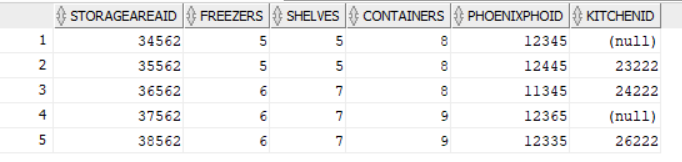 STORAGEAREAID FREEZERS SHELVES CONTAINERS PHOENIXPHOID KITCHENID
1 34562 5 5 8 12345 (null)
2 35562 5 5 8 12445 23222
3 36562 6 7 8 11345 24222
4 37562 6 7 9 12365 (null)
5 38562 6 7 9 12335 26222